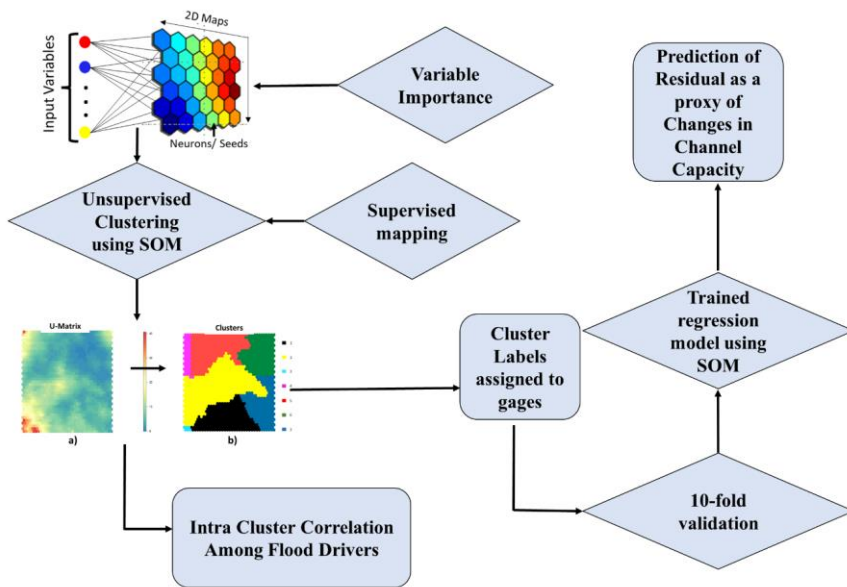 2D Maps
Input Variables
Neurons/ Seeds
Variable
Importance
Prediction of
Residual as a
proxy of
Changes in
Channel
Capacity
Unsupervised
Clustering
using SOM
Supervised
mapping
U-Matrix
a)
Clusters
b)
Cluster
Labels
assigned to
gages
Trained
regression
model using
SOM
10-fold
validation
Intra Cluster Correlation
Among Flood Drivers